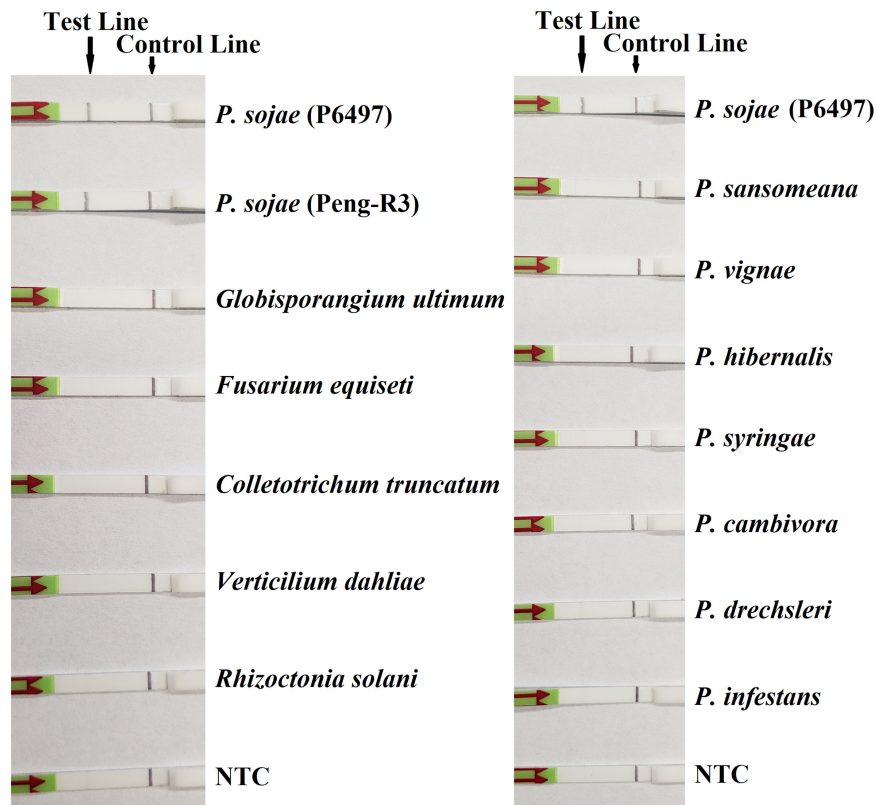 Test Line
Control Line
P. sojae (P6497)
P. sojae (Peng-R3)
Globisporangium ultimum
Fusarium equiseti
Colletotrichum truncatum
Verticilium dahliae
Rhizoctonia solani
NTC
Test Line
Control Line
P. sojae (P6497)
P. sansomeana
P. vignae
P. hibernalis
P. syringae
P. cambivora
P. drechsleri
P. infestans
NTC